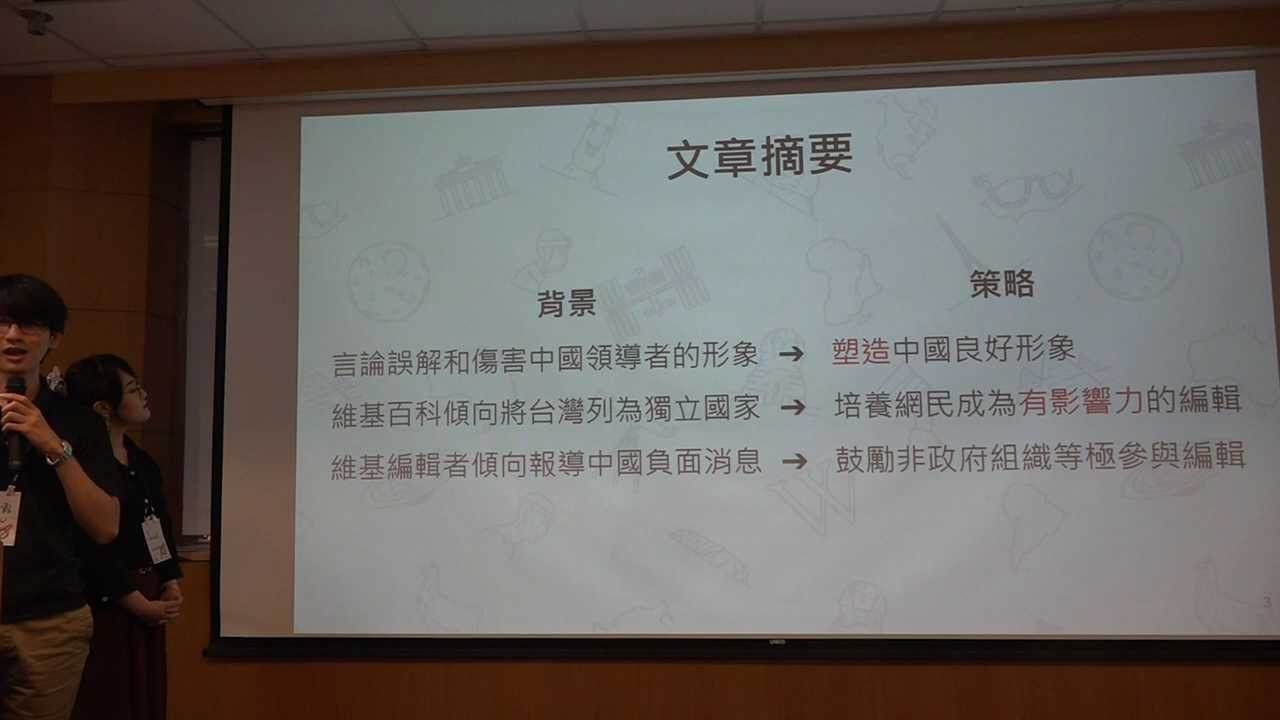 文章摘要
背景
策略
言論誤解和傷害中國領導者的形象 → 塑造中國良好形象
維基百科傾向將台灣列為獨立國家 → 培養網民成為有影響力的編輯
維基編輯者傾向報導中國負面消息 → 鼓勵非政府組織等極參與編輯
3